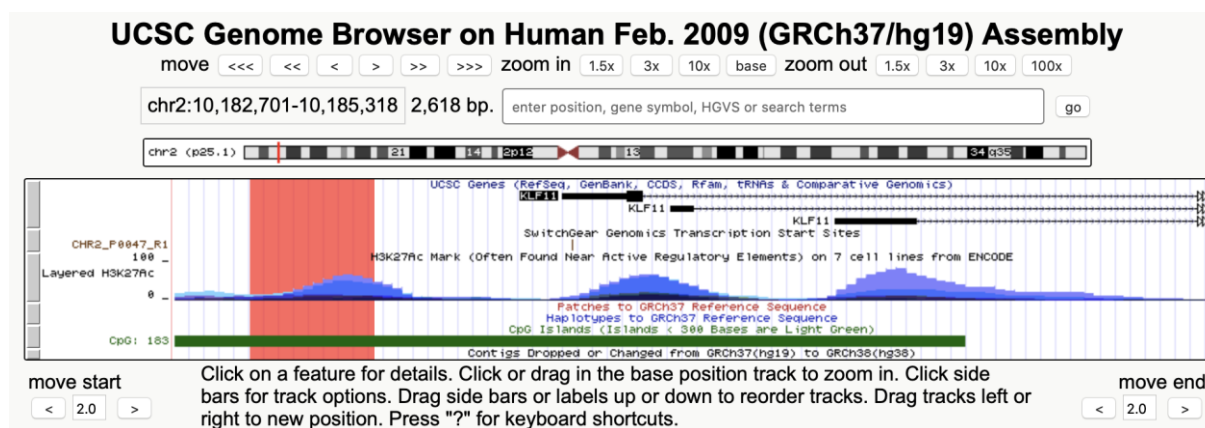 UCSC Genome Browser on Human Feb. 2009 (GRCh37/hg19) Assembly
move <<< << < > >> >>> zoom in 1.5x 3x 10x base zoom out 1.5x 3x 10x 100x
chr2:10,182,701-10,185,318 2,618 bp. enter position, gene symbol, HGVS or search terms go
chr2 (p25.1) 21 14 2p12 13 34 q35
UCSC Genes (RefSeq, GenBank, CCDS, Rfam, tRNAs & Comparative Genomics)
KLF11
KLF11
KLF11
SwitchGear Genomics Transcription Start Sites
CHR2_P0047_R1
100 _ H3K27Ac Mark (Often Found Near Active Regulatory Elements) on 7 cell lines from ENCODE
Layered H3K27Ac
0 _
Patches to GRCh37 Reference Sequence
Haplotypes to GRCh37 Reference Sequence
CpG Islands (Islands < 300 Bases are Light Green)
CpG: 183
Contigs Dropped or Changed from GRCh37(hg19) to GRCh38(hg38)
move start
< 2.0 >
Click on a feature for details. Click or drag in the base position track to zoom in. Click side
bars for track options. Drag side bars or labels up or down to reorder tracks. Drag tracks left or
right to new position. Press "?" for keyboard shortcuts.
move end
< 2.0 >